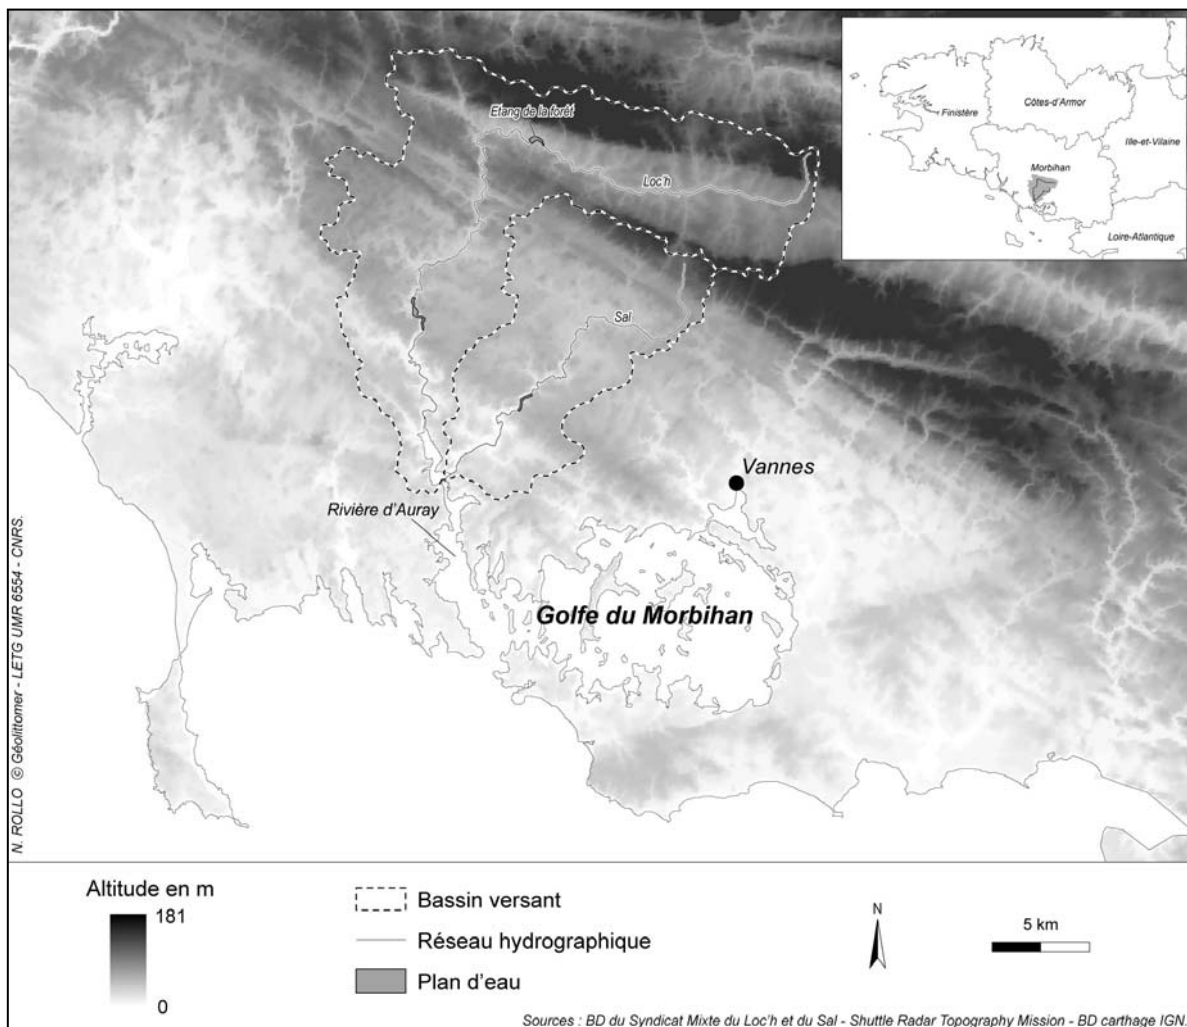 Etang de la forêt
Loc'h
Sal
Finistère
Côtes-d'Armor
Ille-et-Vilaine
Morbihan
Loire-Atlantique
Vannes
Rivière d'Auray
Golfe du Morbihan
N. ROLLO © Géolittomer - LETG UMR 6554 - CNRS.
Altitude en m
181
0
Bassin versant
Réseau hydrographique
Plan d'eau
N
5 km
Sources : BD du Syndicat Mixte du Loc'h et du Sal - Shuttle Radar Topography Mission - BD carthage IGN.